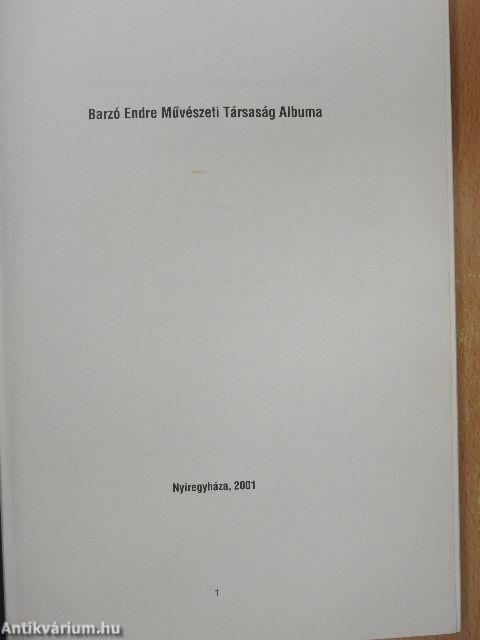 Barzó Endre Művészeti Társaság Albuma
Nyíregyháza, 2001
1
Antikvárium.hu